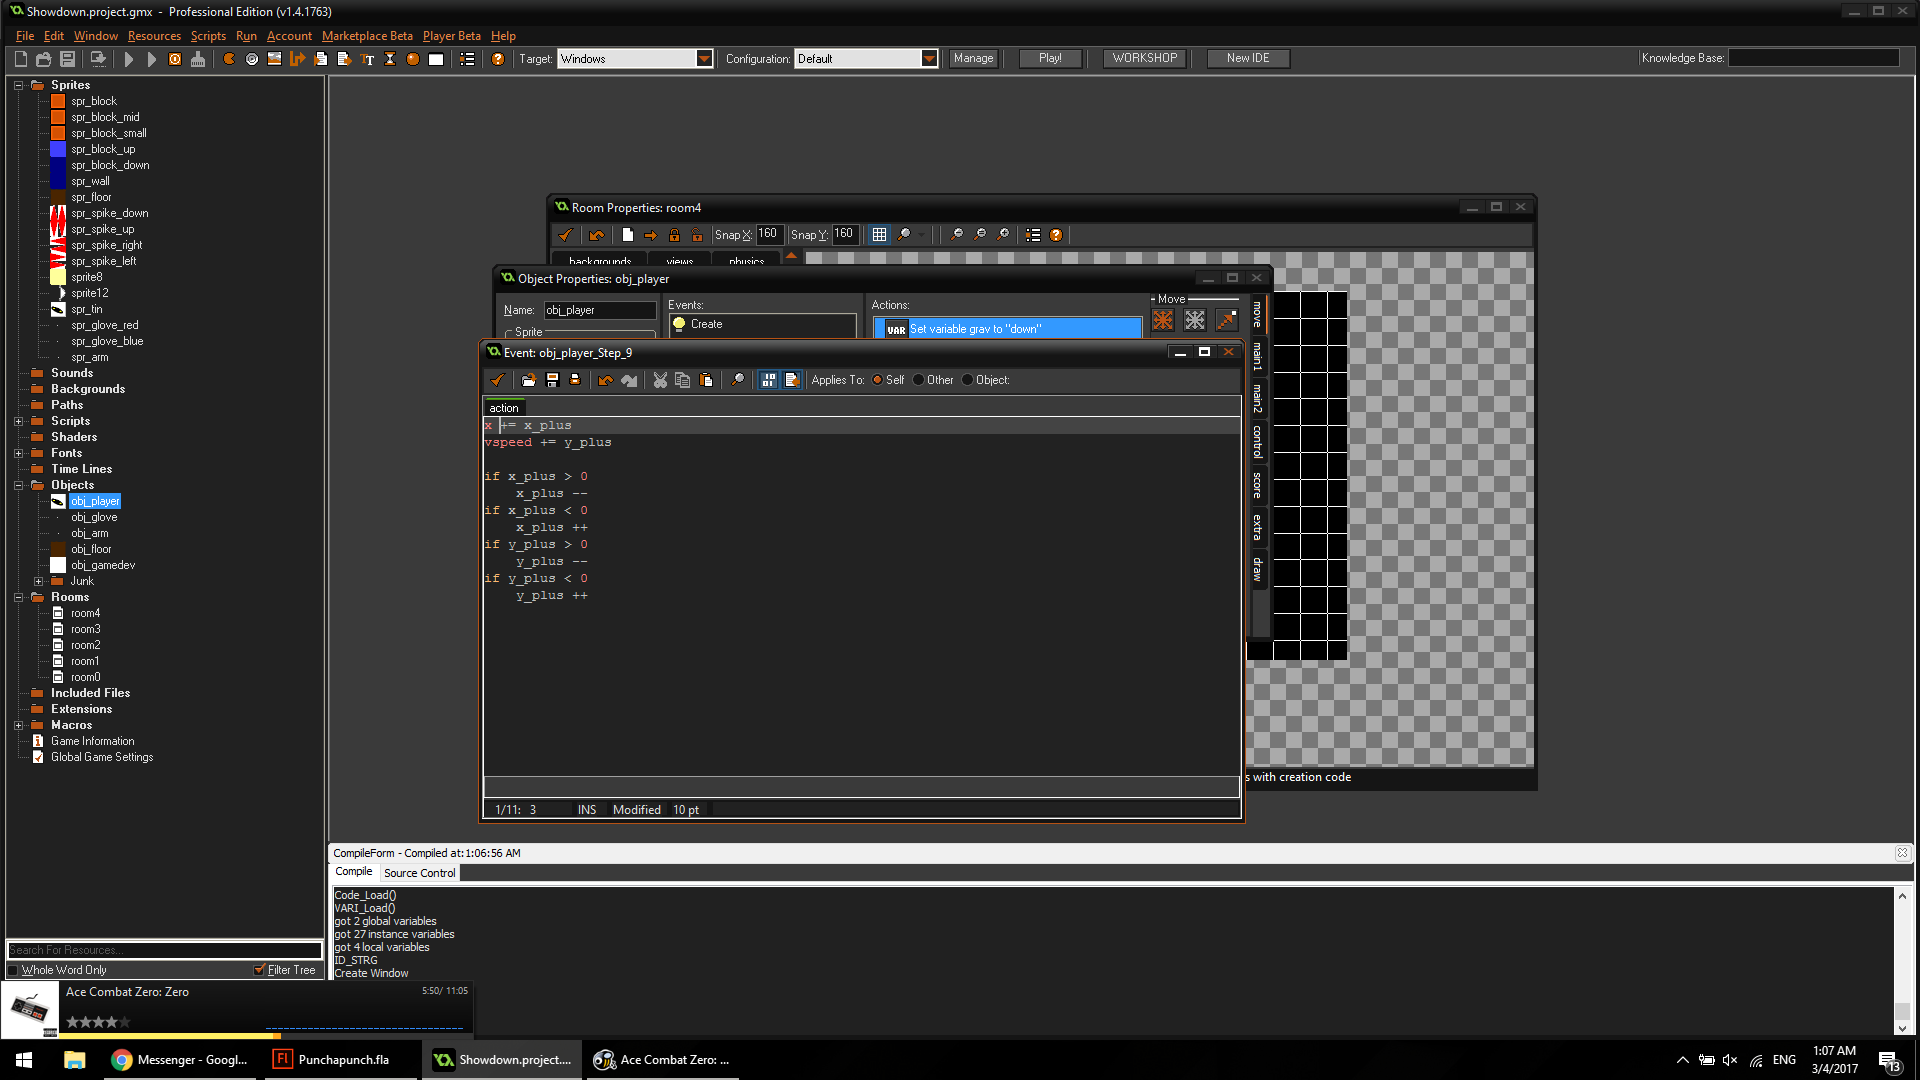 Showdown.project.gmx - Professional Edition (v1.4.1763)
File Edit Window Resources Scripts Run Account Marketplace Beta Player Beta Help
Target: Windows Configuration: Default Manage Play! WORKSHOP New IDE Knowledge Base:
Sprites
spr_block
spr_block_mid
spr_block_small
spr_block_up
spr_block_down
spr_wall
spr_floor
spr_spike_down
spr_spike_up
spr_spike_right
spr_spike_left
sprite8
sprite12
spr_tin
spr_glove_red
spr_glove_blue
spr_arm
Sounds
Backgrounds
Paths
Scripts
Shaders
Fonts
Time Lines
Objects
obj_player
obj_glove
obj_arm
obj_floor
obj_gamedev
Junk
Rooms
room4
room3
room2
room1
room0
Included Files
Extensions
Macros
Game Information
Global Game Settings
Search For Resources...
Whole Word Only Filter Tree
Room Properties: room4
Snap X: 160 Snap Y: 160
backgrounds views physics
Object Properties: obj_player
Name: obj_player Events: Actions: Move
Sprite
Create
VAR Set variable grav to "down"
move
main1
main2
control
score
extra
draw
Event: obj_player_Step_9
Applies To: Self Other Object:
action
x += x_plus
vspeed += y_plus
if x_plus > 0
x_plus --
if x_plus < 0
x_plus ++
if y_plus > 0
y_plus --
if y_plus < 0
y_plus ++
1/11: 3 INS Modified 10 pt
s with creation code
CompileForm - Compiled at:1:06:56 AM
Compile Source Control
Code_Load()
VARI_Load()
got 2 global variables
got 27 instance variables
got 4 local variables
ID_STRG
Create Window
Ace Combat Zero: Zero 5:50/ 11:05
Messenger - Googl...
Fl Punchapunch.fla
Showdown.project....
Ace Combat Zero: ...
ENG
1:07 AM
3/4/2017
13